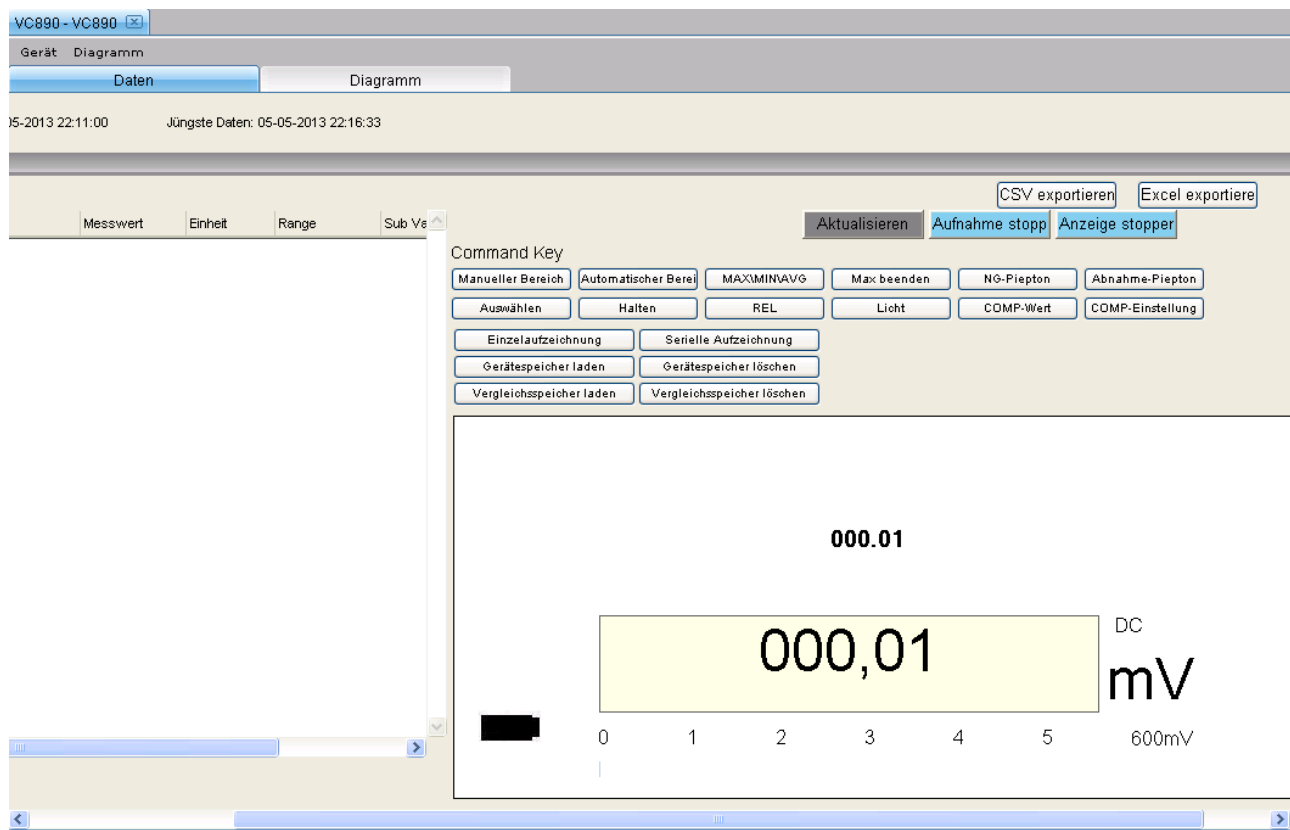 VC890 - VC890
Gerät Diagramm
Daten Diagramm
05-2013 22:11:00 Jüngste Daten: 05-05-2013 22:16:33
CSV exportieren Excel exportiere
Messwert Einheit Range Sub Va
Aktualisieren Aufnahme stopp Anzeige stopper
Command Key
Manueller Bereich Automatischer Berei MAX\MIN\AVG Max beenden NG-Piepton Abnahme-Piepton
Auswählen Halten REL Licht COMP-Wert COMP-Einstellung
Einzelaufzeichnung Serielle Aufzeichnung
Gerätespeicher laden Gerätespeicher löschen
Vergleichsspeicher laden Vergleichsspeicher löschen
000.01
000,01
DC
mV
0 1 2 3 4 5 600mV